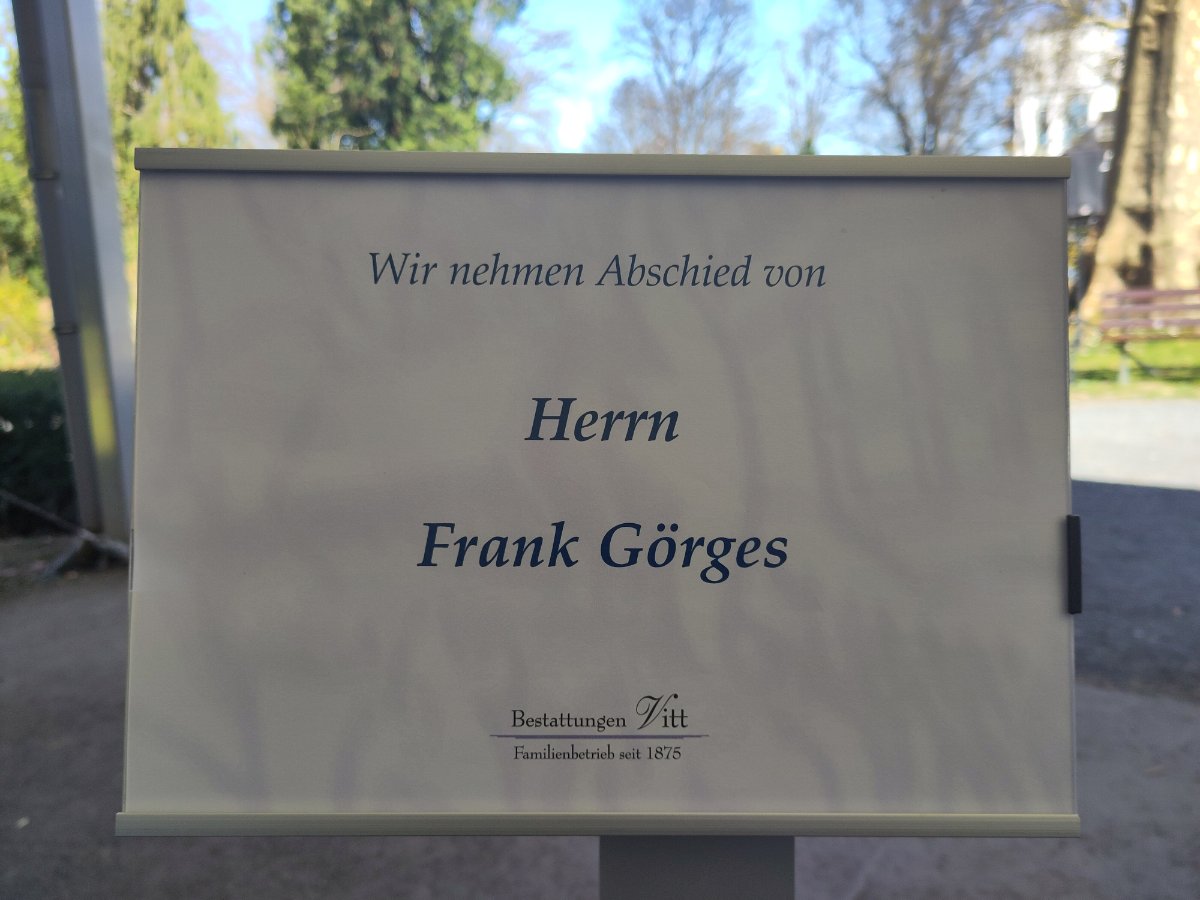 Wir nehmen Abschied von
Herrn
Frank Görges
Bestattungen Vitt
Familienbetrieb seit 1875